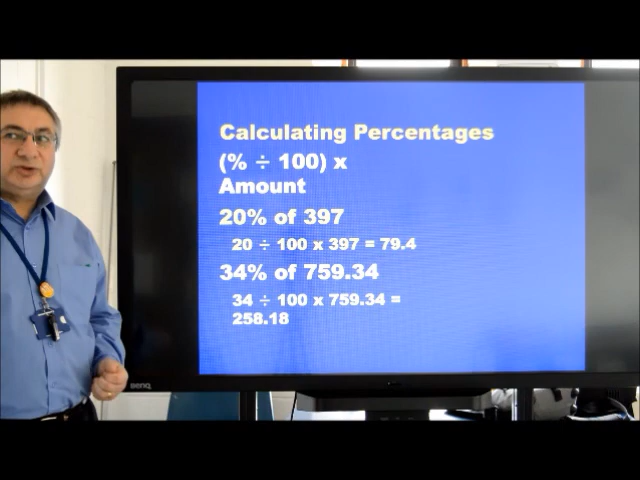 Calculating Percentages
(% ÷ 100) x
Amount
20% of 397
20 ÷ 100 x 397 = 79.4
34% of 759.34
34 ÷ 100 x 759.34 =
258.18
BenQ